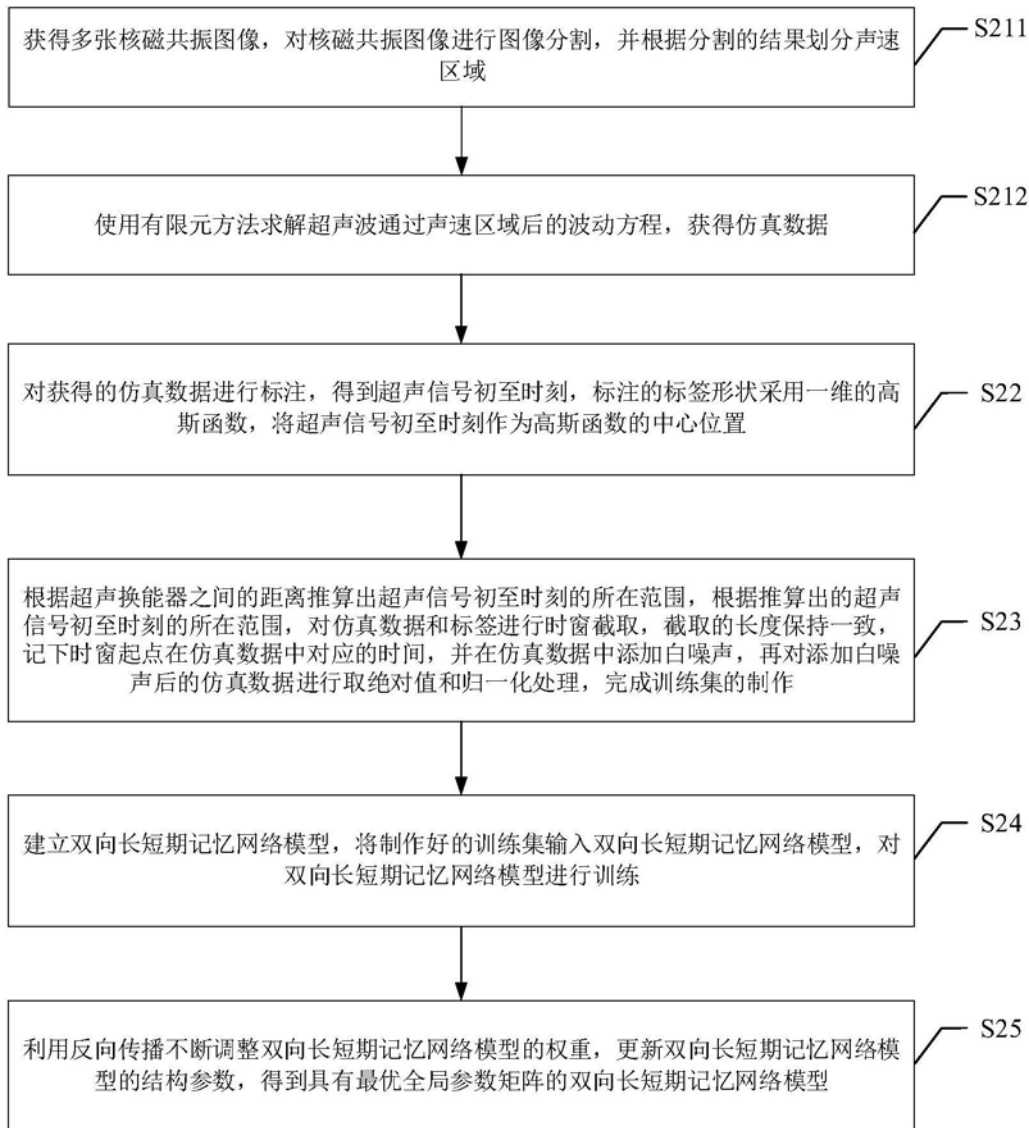 获得多张核磁共振图像，对核磁共振图像进行图像分割，并根据分割的结果划分声速
区域
S211
使用有限元方法求解超声波通过声速区域后的波动方程，获得仿真数据
S212
对获得的仿真数据进行标注，得到超声信号初至时刻，标注的标签形状采用一维的高
斯函数，将超声信号初至时刻作为高斯函数的中心位置
S22
根据超声换能器之间的距离推算出超声信号初至时刻的所在范围，根据推算出的超声
信号初至时刻的所在范围，对仿真数据和标签进行时窗截取，截取的长度保持一致，
记下时窗起点在仿真数据中对应的时间，并在仿真数据中添加白噪声，再对添加白噪
声后的仿真数据进行取绝对值和归一化处理，完成训练集的制作
S23
建立双向长短期记忆网络模型，将制作好的训练集输入双向长短期记忆网络模型，对
双向长短期记忆网络模型进行训练
S24
利用反向传播不断调整双向长短期记忆网络模型的权重，更新双向长短期记忆网络模
型的结构参数，得到具有最优全局参数矩阵的双向长短期记忆网络模型
S25